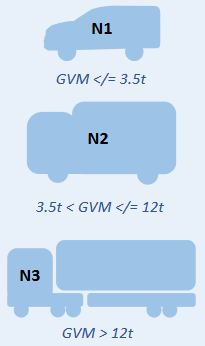 N1
GVM </= 3.5t
N2
3.5t < GVM </= 12t
N3
GVM > 12t